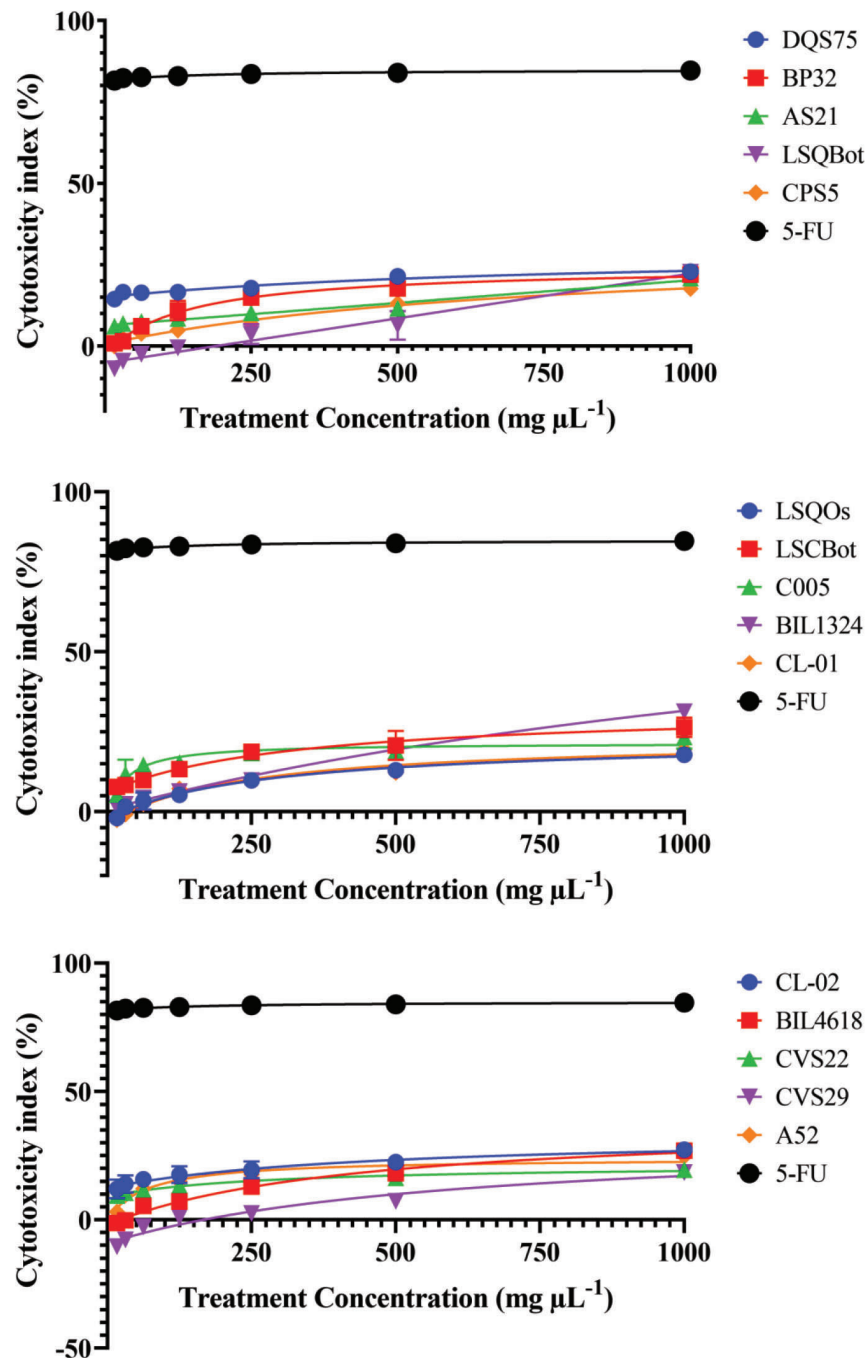 100
50
0
Cytotoxicity index (%)
250
500
750
1000
Treatment Concentration (mg µL⁻¹)
DQS75
BP32
AS21
LSQBot
CPS5
5-FU
100
50
0
Cytotoxicity index (%)
250
500
750
1000
Treatment Concentration (mg µL⁻¹)
LSQOs
LSCBot
C005
BIL1324
CL-01
5-FU
100
50
0
-50
Cytotoxicity index (%)
250
500
750
1000
Treatment Concentration (mg µL⁻¹)
CL-02
BIL4618
CVS22
CVS29
A52
5-FU